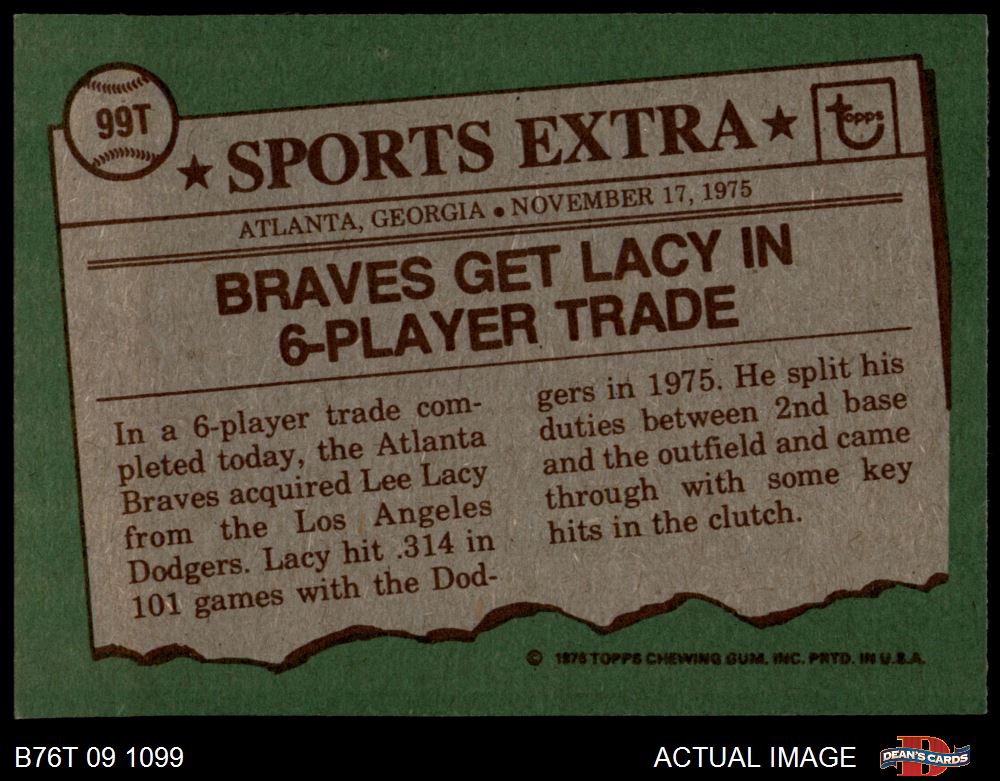 99T
SPORTS EXTRA
topps
ATLANTA, GEORGIA • NOVEMBER 17, 1975
BRAVES GET LACY IN
6-PLAYER TRADE
In a 6-player trade com-
pleted today, the Atlanta
Braves acquired Lee Lacy
from the Los Angeles
Dodgers. Lacy hit .314 in
101 games with the Dod-
gers in 1975. He split his
duties between 2nd base
and the outfield and came
through with some key
hits in the clutch.
© 1976 TOPPS CHEWING GUM, INC. PRTD. IN U.S.A.
B76T 09 1099
ACTUAL IMAGE
DEAN'S CARDS